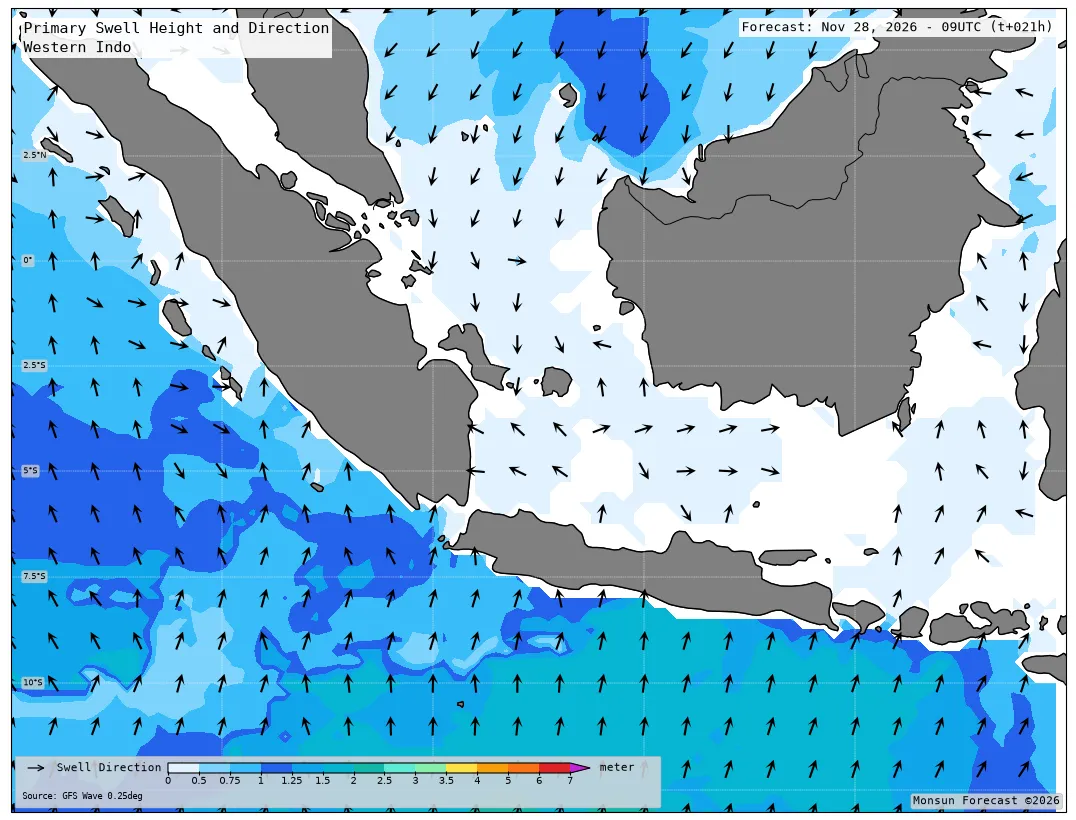 Primary Swell Height and Direction
Western Indo
Forecast: Nov 28, 2026 - 09UTC (t+021h)
2.5°N
0°
2.5°S
5°S
7.5°S
10°S
Swell Direction
meter
0 0.5 0.75 1 1.25 1.5 2 2.5 3 3.5 4 5 6 7
Source: GFS Wave 0.25deg
Monsun Forecast ©2026